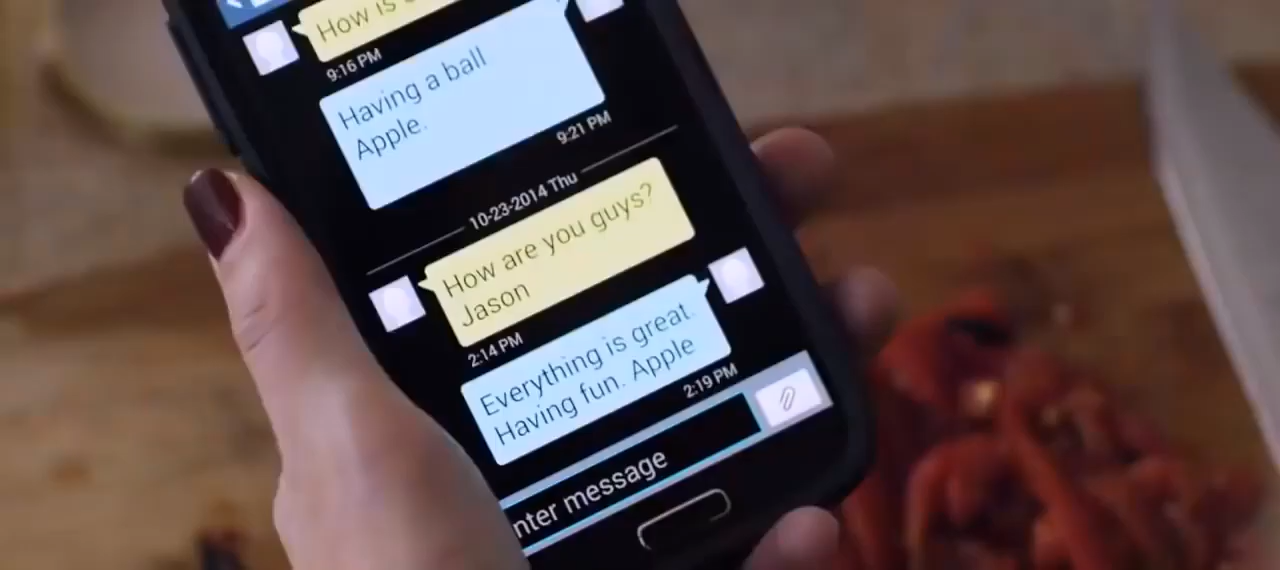 How is
9:16 PM
Having a ball
Apple.
9:21 PM
10-23-2014 Thu
How are you guys?
Jason
2:14 PM
Everything is great.
Having fun. Apple
2:19 PM
nter message